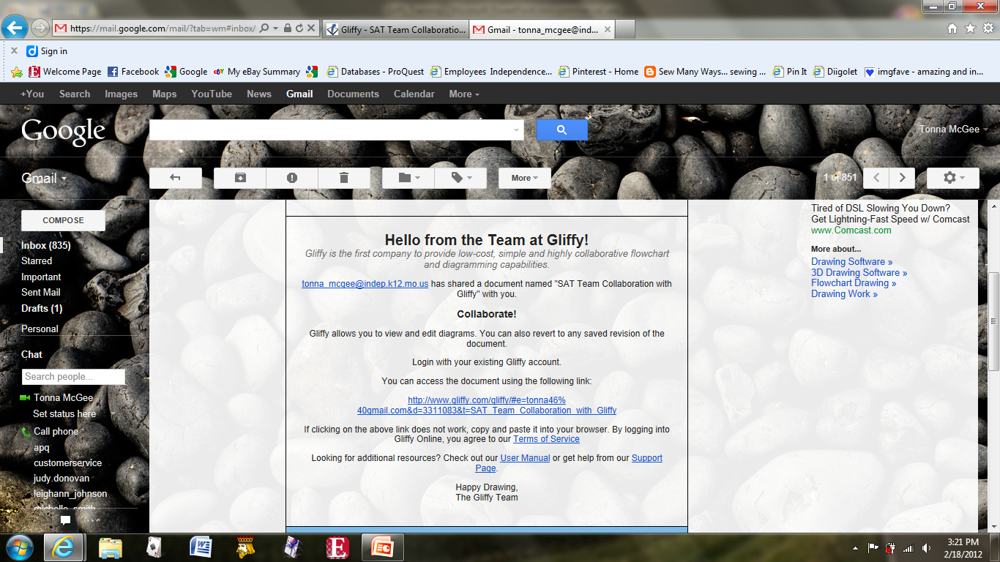 https://mail.google.com/mail/?tab=wm#inbox/
Gliffy - SAT Team Collaboratio...
Gmail - tonna_mcgee@ind...
Sign in
Welcome Page
Facebook
Google
My eBay Summary
Databases - ProQuest
Employees Independence...
Pinterest - Home
Sew Many Ways... sewing ...
Pin It
Diigolet
imgfave - amazing and in...
+You
Search
Images
Maps
YouTube
News
Gmail
Documents
Calendar
More
Google
Tonna McGee
Gmail
More
1 of 851
COMPOSE
Inbox (835)
Starred
Important
Sent Mail
Drafts (1)
Personal
Chat
Search people...
Tonna McGee
Set status here
Call phone
apq
customerservice
judy.donovan
leighann_johnson
michelle_smith
Hello from the Team at Gliffy!
Gliffy is the first company to provide low-cost, simple and highly collaborative flowchart
and diagramming capabilities.
tonna_mcgee@indep.k12.mo.us has shared a document named "SAT Team Collaboration with
Gliffy" with you.
Collaborate!
Gliffy allows you to view and edit diagrams. You can also revert to any saved revision of the
document.
Login with your existing Gliffy account.
You can access the document using the following link:
http://www.gliffy.com/gliffy/#e=tonna46%
40gmail.com&d=3311083&t=SAT_Team_Collaboration_with_Gliffy
If clicking on the above link does not work, copy and paste it into your browser. By logging into
Gliffy Online, you agree to our Terms of Service
Looking for additional resources? Check out our User Manual or get help from our Support
Page.
Happy Drawing,
The Gliffy Team
Tired of DSL Slowing You Down?
Get Lightning-Fast Speed w/ Comcast
www.Comcast.com
More about...
Drawing Software »
3D Drawing Software »
Flowchart Drawing »
Drawing Work »
3:21 PM
2/18/2012